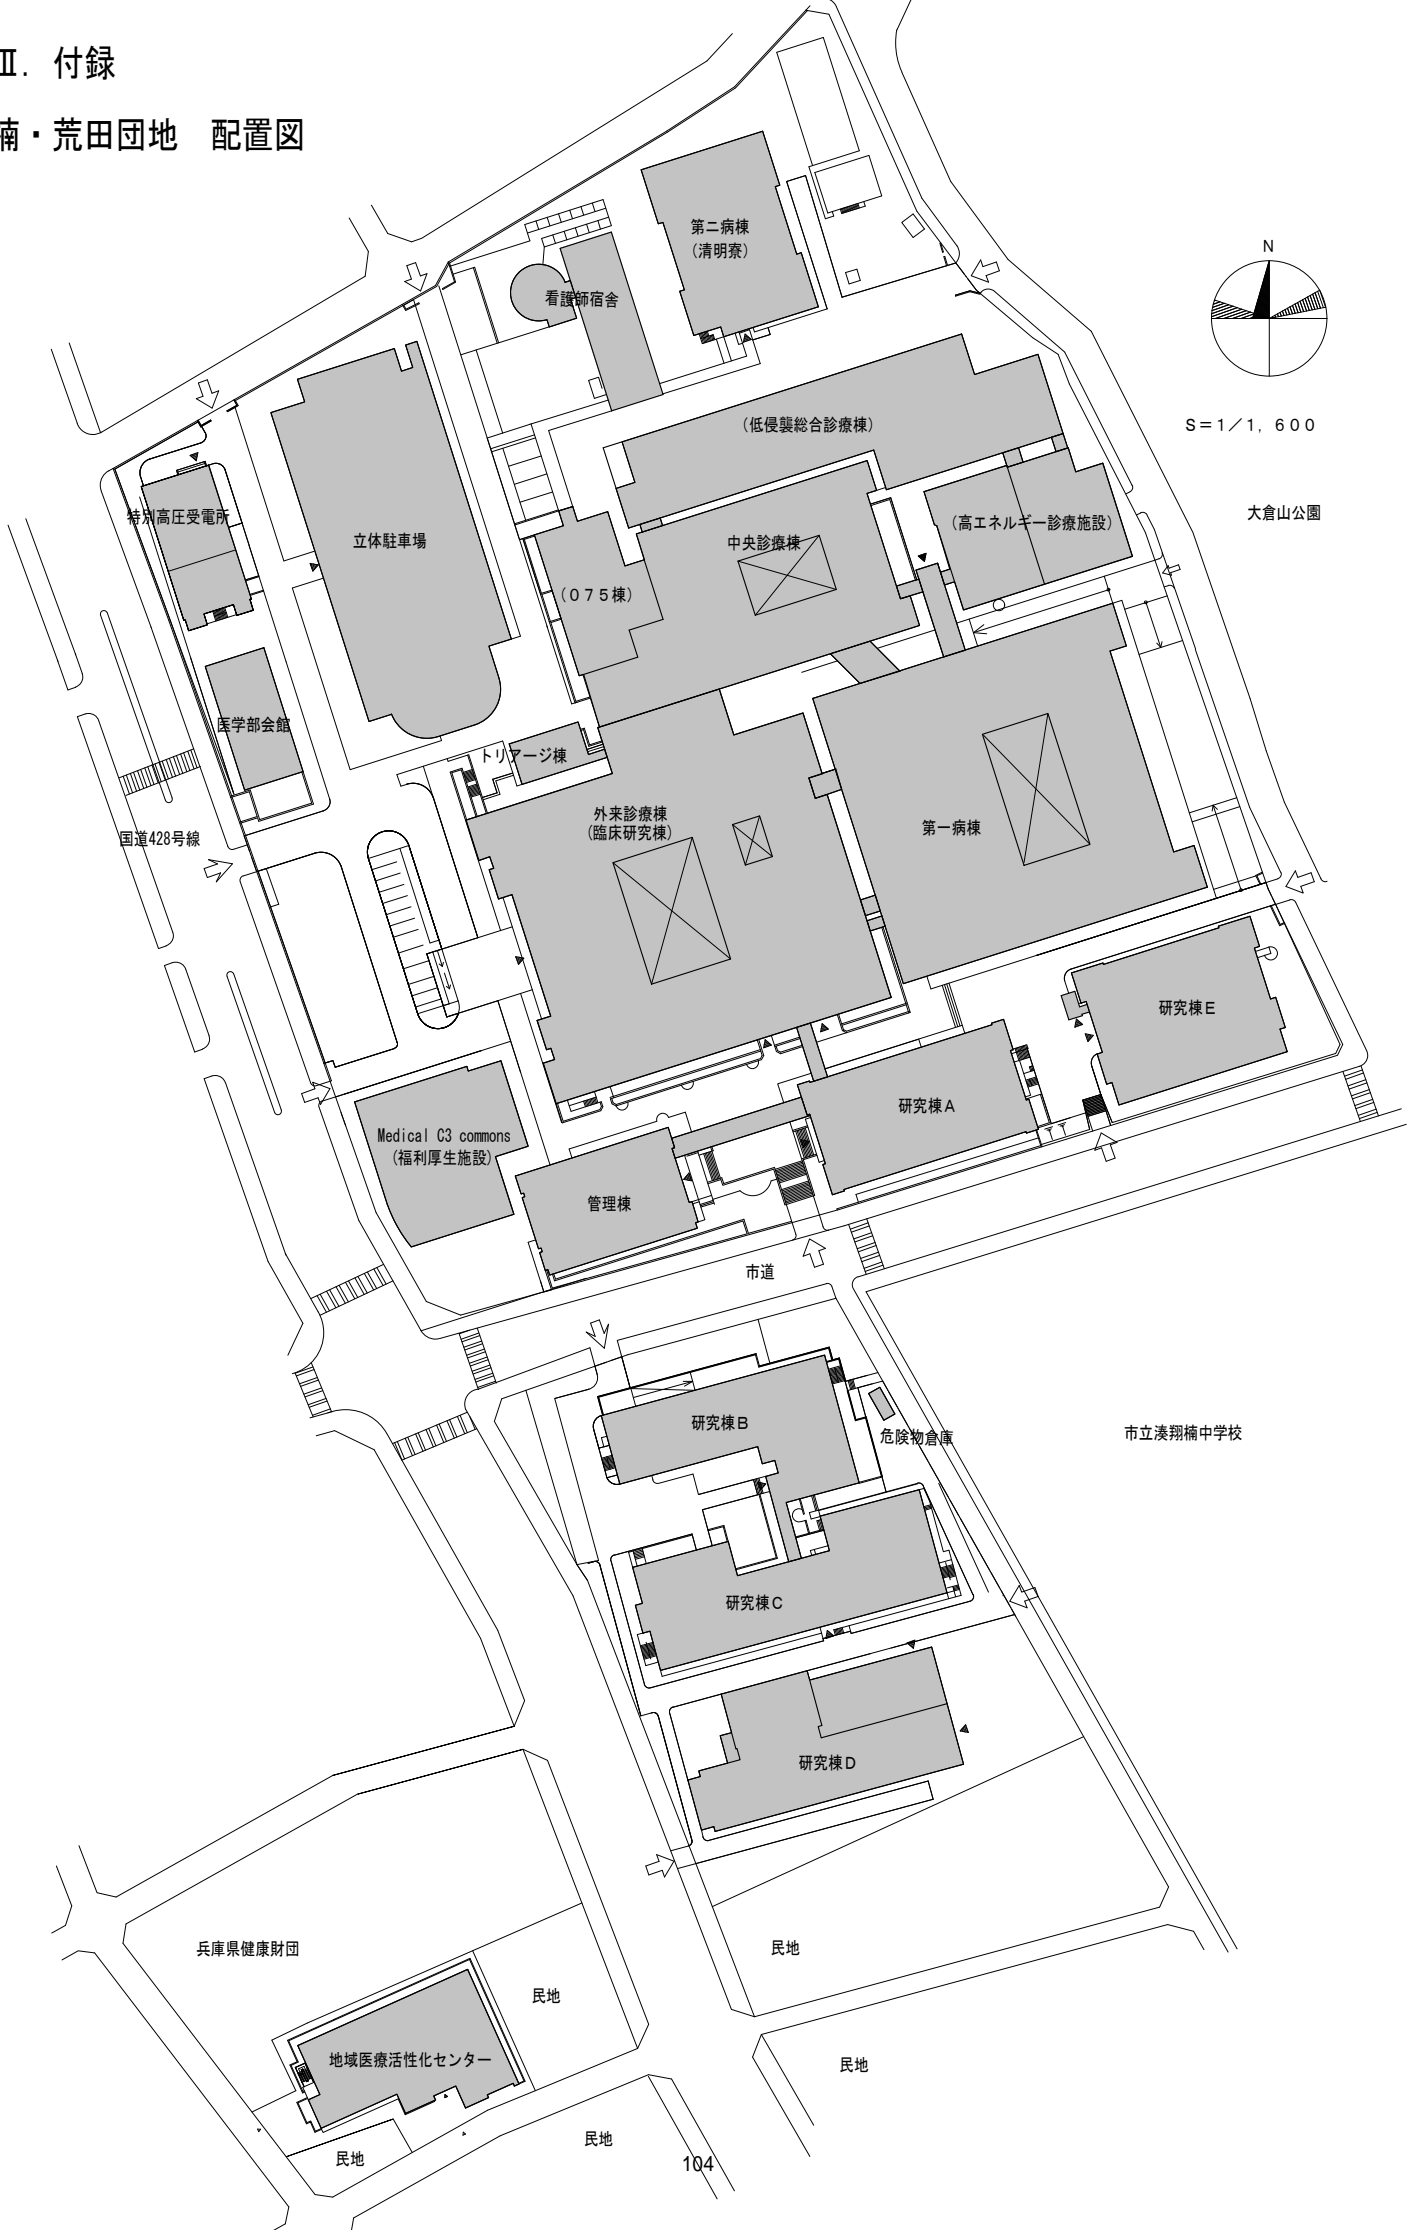 Ⅲ．付録
楠・荒田団地　配置図
N
S＝1／1，600
第二病棟
（清明寮）
看護師宿舎
（低侵襲総合診療棟）
大倉山公園
特別高圧受電所
立体駐車場
中央診療棟
（高エネルギー診療施設）
（075棟）
医学部会館
トリアージ棟
外来診療棟
（臨床研究棟）
第一病棟
国道428号線
研究棟E
研究棟A
Medical C3 commons
（福利厚生施設）
管理棟
市道
研究棟B
危険物倉庫
市立湊翔楠中学校
研究棟C
研究棟D
兵庫県健康財団
民地
民地
地域医療活性化センター
民地
民地
民地
104